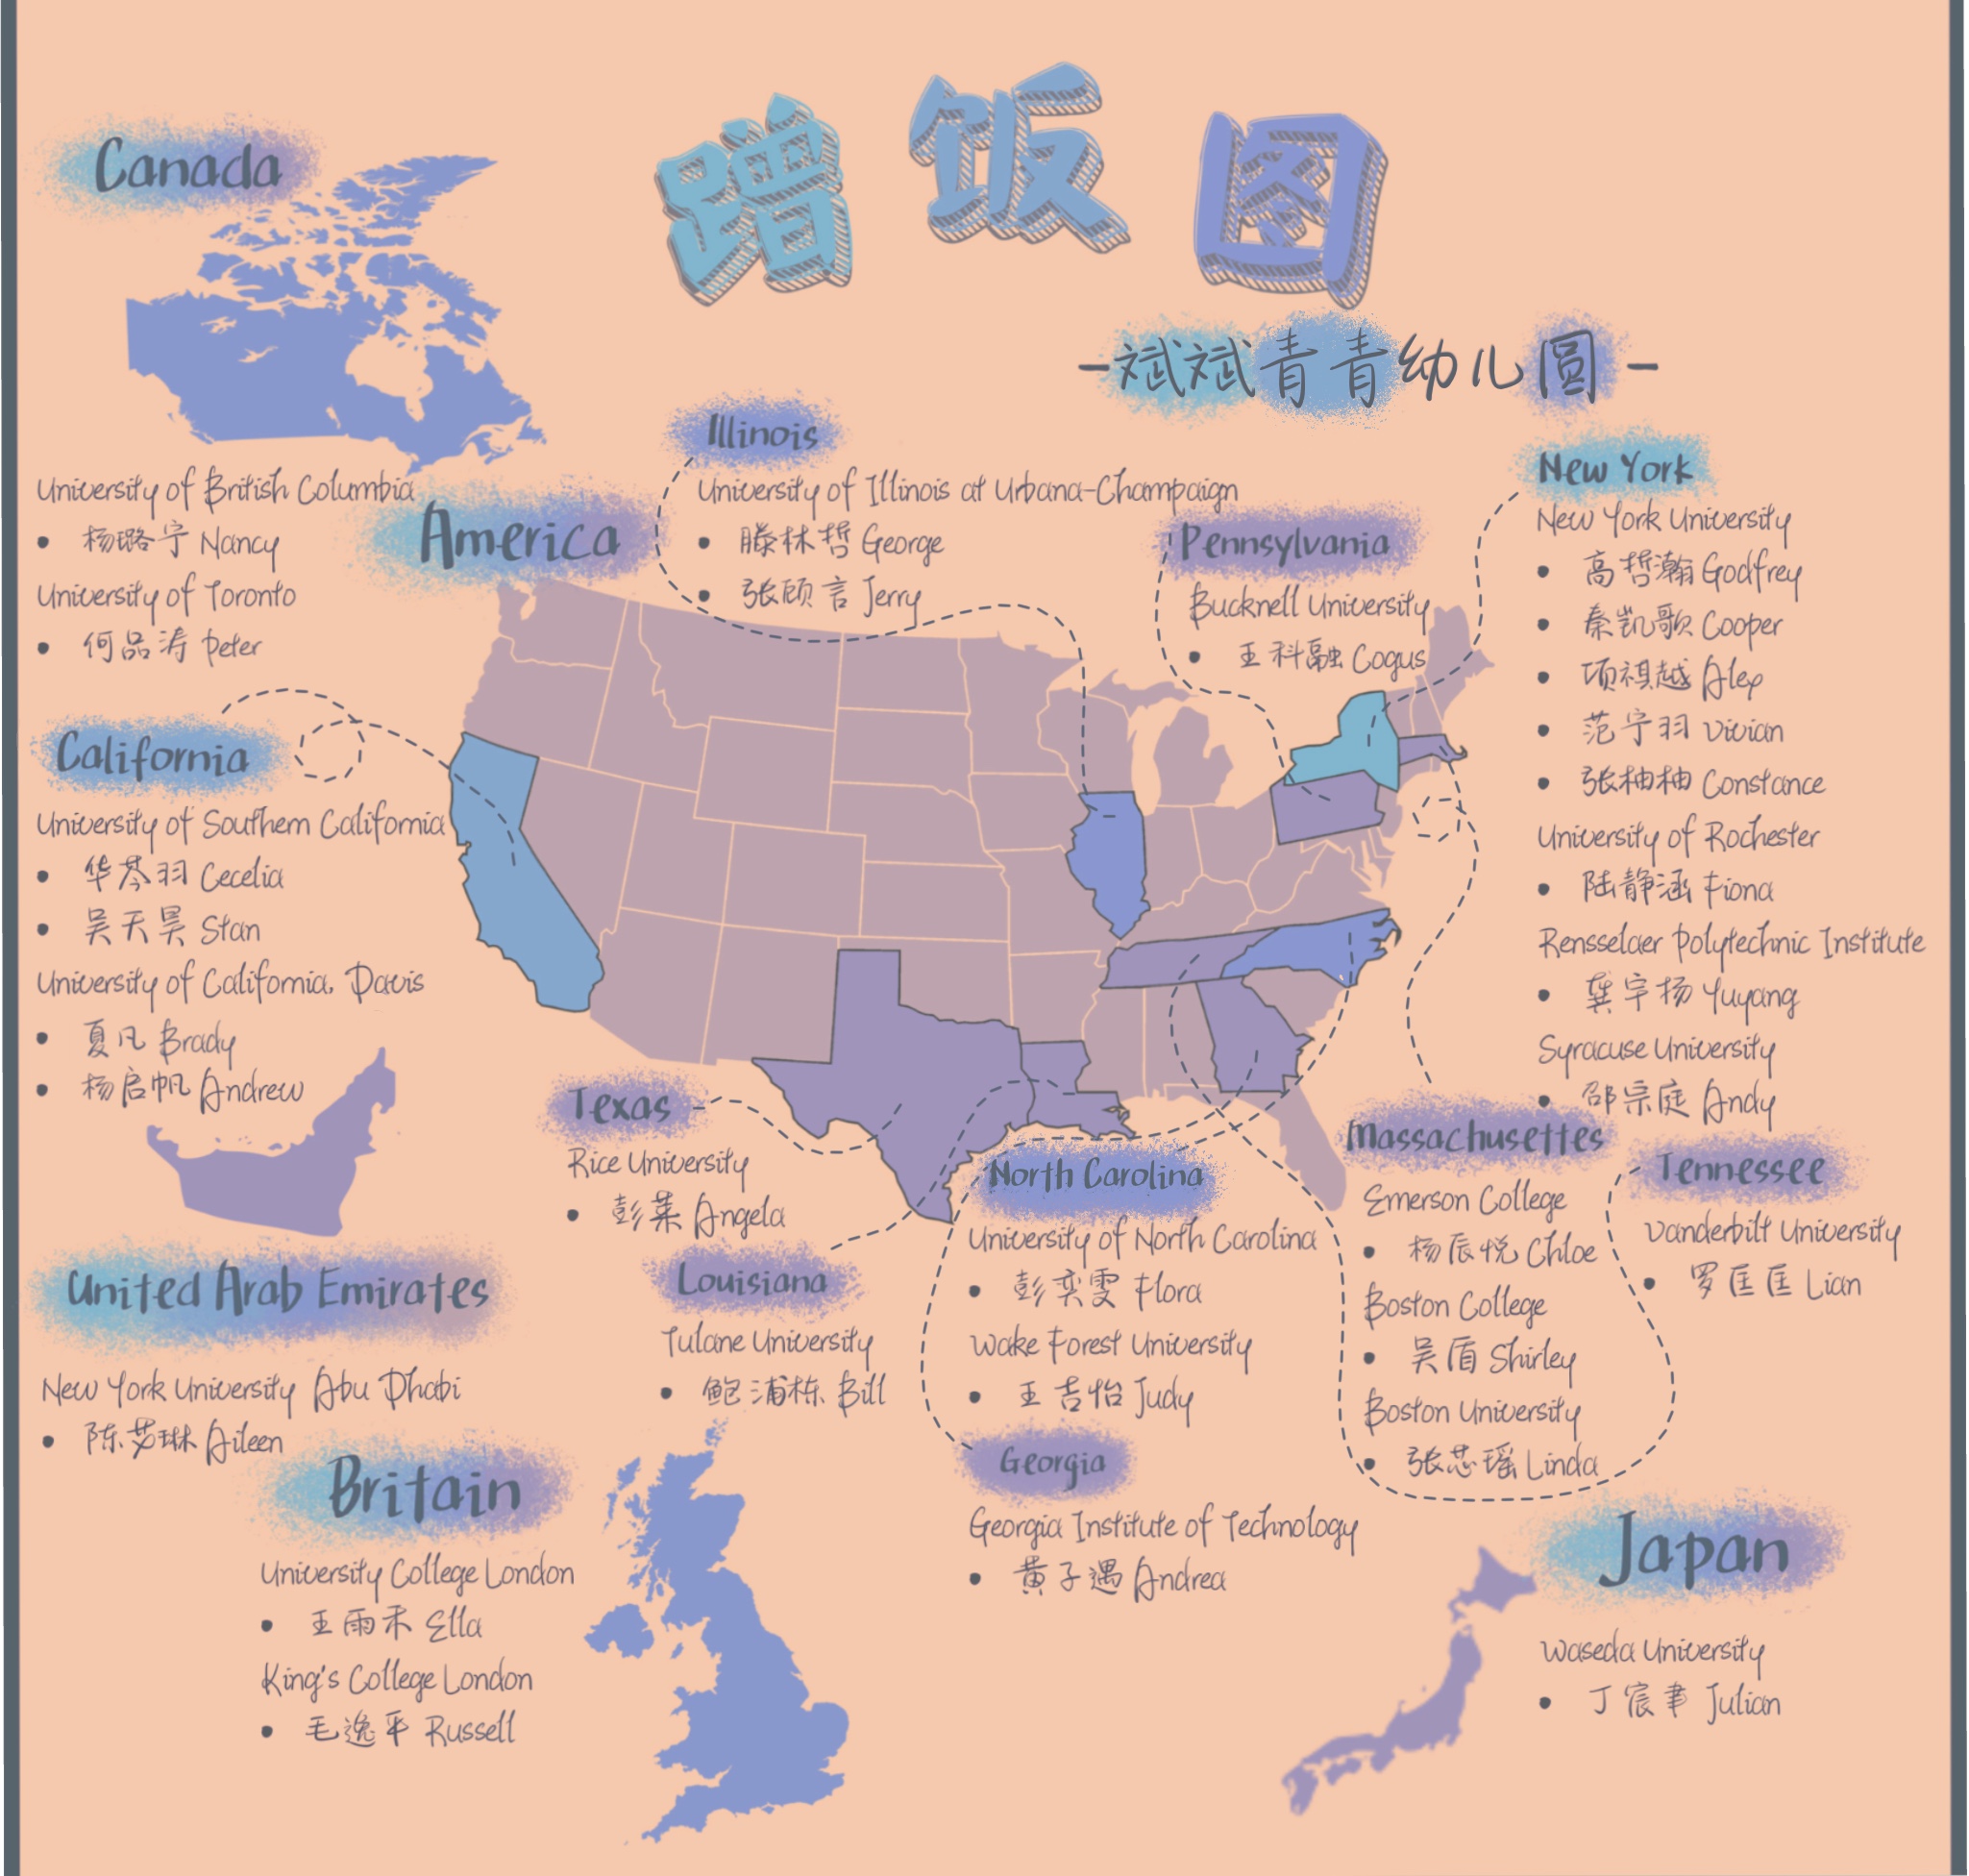 蹭饭图
-斌斌青青幼儿圆-
Canada
University of British Columbia
• 杨璐宁 Nancy
University of Toronto
• 何品涛 Peter
America
Illinois
University of Illinois at Urbana-Champaign
• 滕林哲 George
• 张顾言 Jerry
Pennsylvania
Bucknell University
• 王科融 Cogus
New York
New York University
• 高哲瀚 Godfrey
• 秦凯歌 Cooper
• 项祺越 Alex
• 范宁羽 Vivian
• 张柚柚 Constance
University of Rochester
• 陆静涵 Fiona
Rensselaer Polytechnic Institute
• 龚宇扬 Yuyang
Syracuse University
• 邵宗庭 Andy
California
University of Southern California
• 华芩羽 Cecelia
• 吴天昊 Stan
University of California, Davis
• 夏凡 Brady
• 杨启帆 Andrew
Texas
Rice University
• 彭莱 Angela
Louisiana
Tulane University
• 鲍浦栋 Bill
North Carolina
University of North Carolina
• 彭奕雯 Flora
Wake Forest University
• 王吉怡 Judy
Georgia
Georgia Institute of Technology
• 黄子遇 Andrea
Massachusettes
Emerson College
• 杨辰悦 Chloe
Boston College
• 吴盾 Shirley
Boston University
• 张芯瑶 Linda
Tennessee
Vanderbilt University
• 罗匡匡 Lian
United Arab Emirates
New York University Abu Dhabi
• 陈艿琳 Aileen
Britain
University College London
• 王雨禾 Ella
King's College London
• 毛逸平 Russell
Japan
Waseda University
• 丁宸聿 Julian